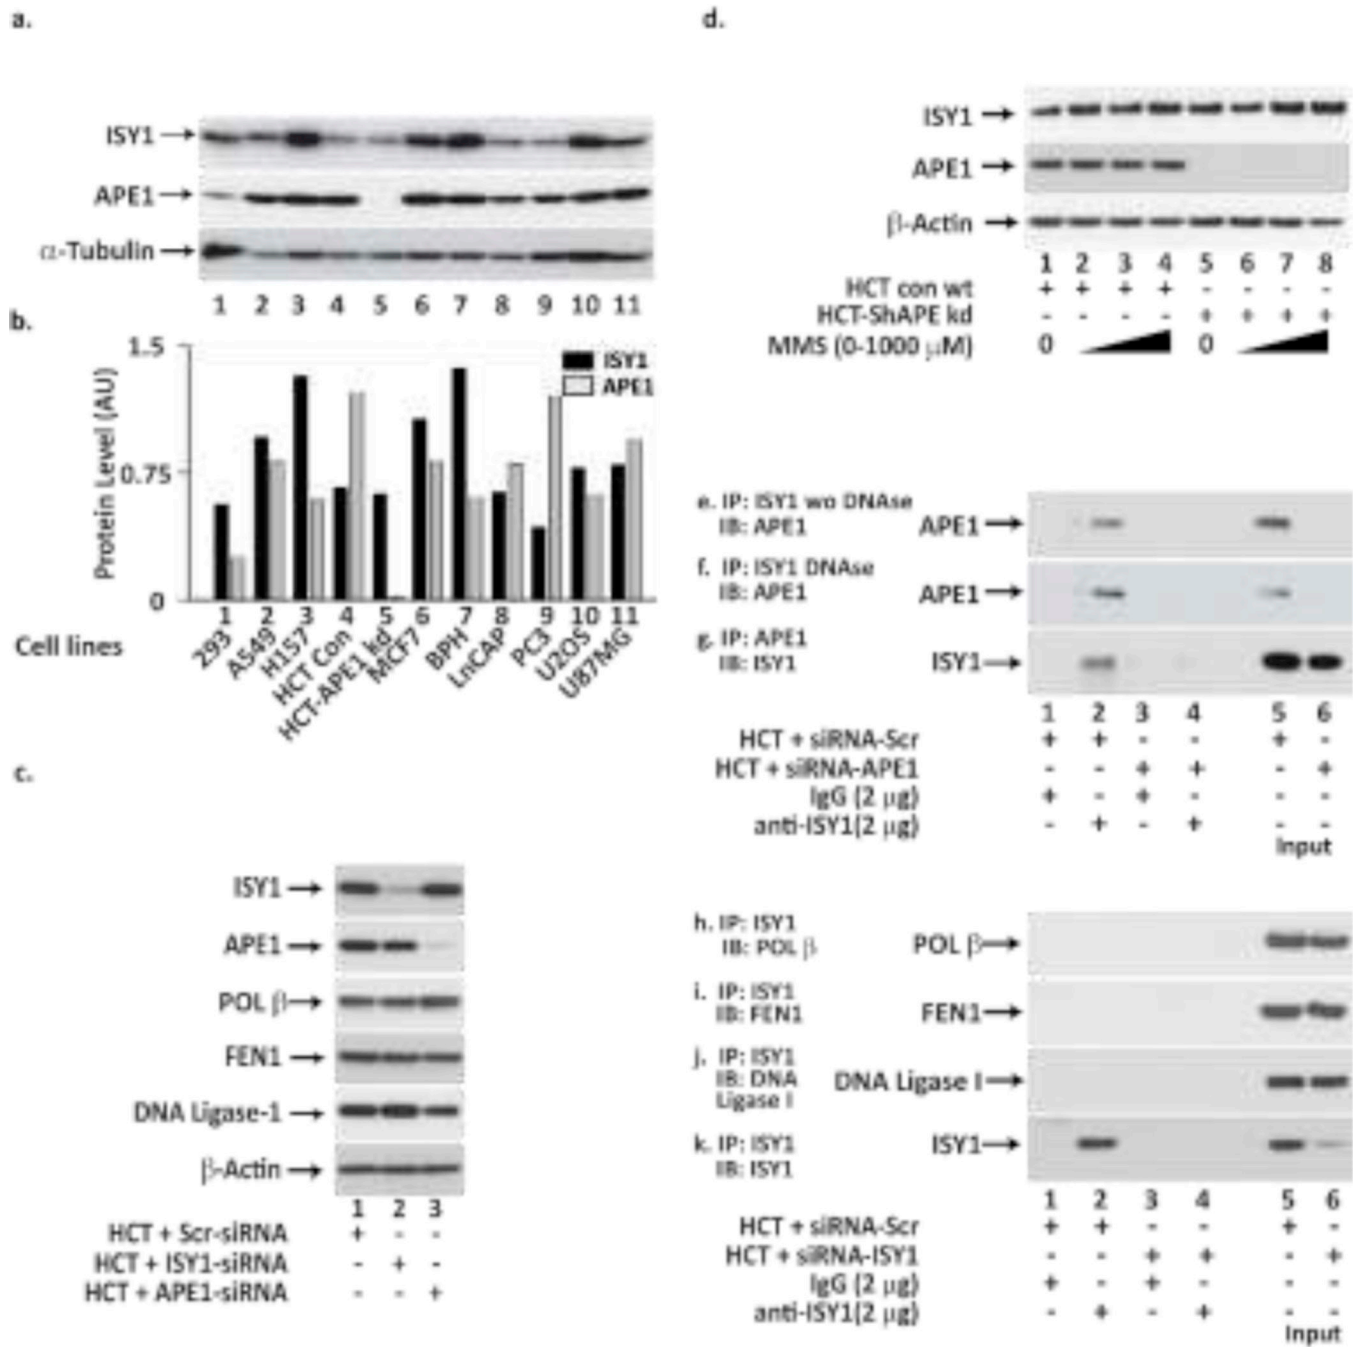 a.
ISY1
APE1
α-Tubulin
1 2 3 4 5 6 7 8 9 10 11
b.
1.5
0.75
0
Protein Level (AU)
ISY1
APE1
1 2 3 4 5 6 7 8 9 10 11
Cell lines
293
A549
H157
HCT Con
HCT-APE1 kd
MCF7
BPH
LnCAP
PC3
U2OS
U87MG
c.
ISY1
APE1
POL β
FEN1
DNA Ligase-1
β-Actin
1 2 3
HCT + Scr-siRNA + - -
HCT + ISY1-siRNA - + -
HCT + APE1-siRNA - - +
d.
ISY1
APE1
β-Actin
1 2 3 4 5 6 7 8
HCT con wt + + + + - - - -
HCT-ShAPE kd - - - - + + + +
MMS (0-1000 μM) 0 0
e. IP: ISY1 wo DNAse
IB: APE1
APE1
f. IP: ISY1 DNAse
IB: APE1
APE1
g. IP: APE1
IB: ISY1
ISY1
1 2 3 4 5 6
HCT + siRNA-Scr + + - - + -
HCT + siRNA-APE1 - - + + - +
IgG (2 μg) + - + - - -
anti-ISY1(2 μg) - + - + - -
Input
h. IP: ISY1
IB: POL β
POL β
i. IP: ISY1
IB: FEN1
FEN1
j. IP: ISY1
IB: DNA
Ligase I
DNA Ligase I
k. IP: ISY1
IB: ISY1
ISY1
1 2 3 4 5 6
HCT + siRNA-Scr + + - - + -
HCT + siRNA-ISY1 - - + + - +
IgG (2 μg) + - + - - -
anti-ISY1(2 μg) - + - + - -
Input